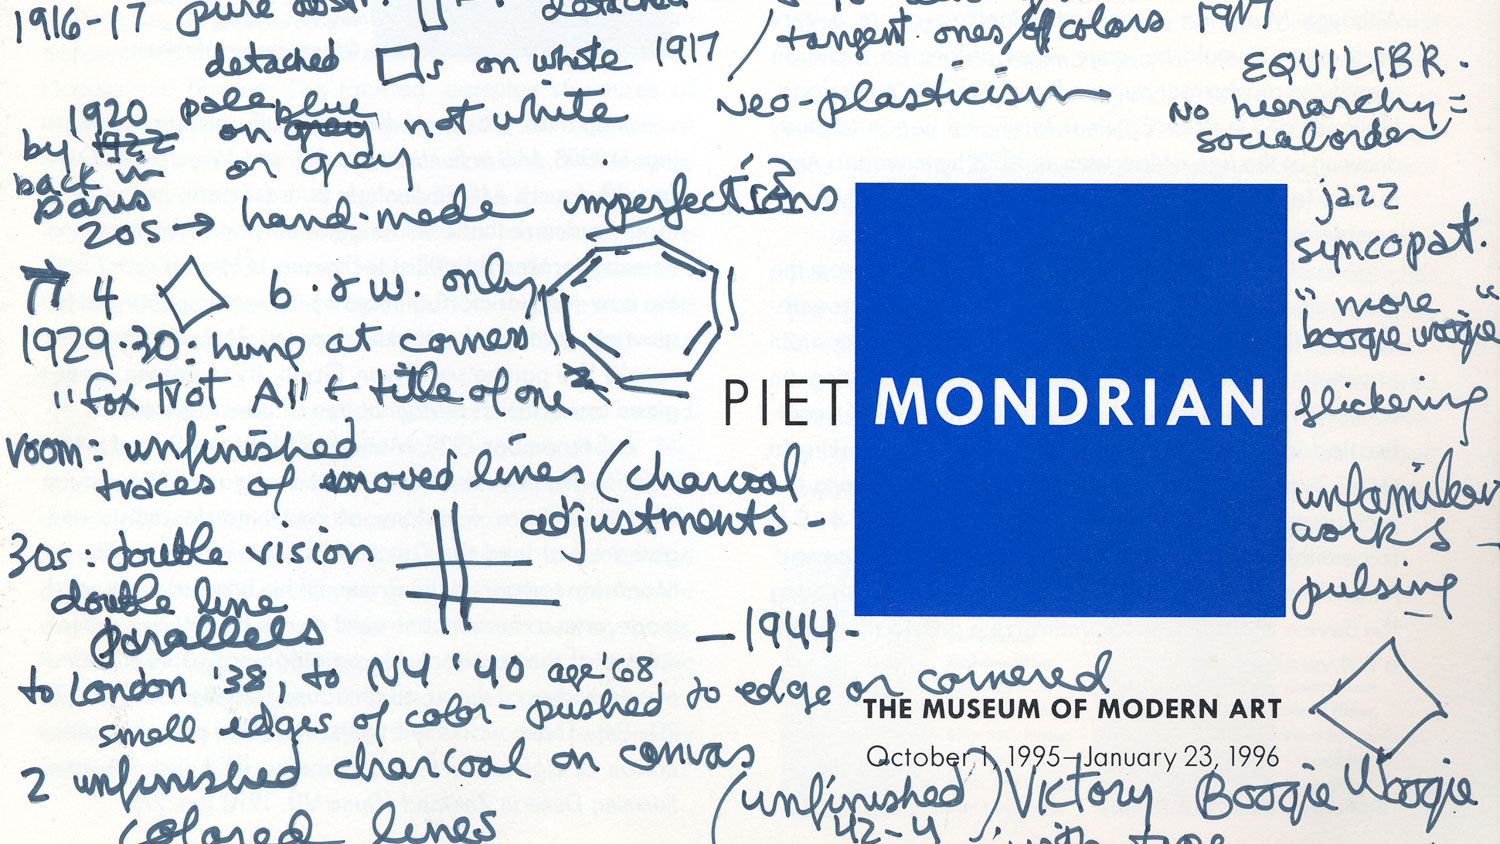 1916-17 pure abstr. detached
detached □s on white 1917
/ tangent ones/of colors 1917
EQUILIBR.
Neo-plasticism
no hierarchy =
social order
1920 pale blue
by 1922 on grey not white
back in or grey
Paris
20s → hand-made imperfections
4 ◇ b. & w. only
1929-30: hung at corners
"Fox Trot A" & title of one
room: unfinished
traces of removed lines (charcoal
adjustments -
30s: double vision
double line
parallels
to London '38, to NY '40 age '68
small edges of color-pushed to edge or cornered
2 unfinished charcoal on canvas
colored lines
jazz
syncopat.
"more
boogie woogie"
flickering
PIET MONDRIAN
unfamiliar
works -
pulsing
-1944-
THE MUSEUM OF MODERN ART
October 1, 1995–January 23, 1996
(unfinished) Victory Boogie Woogie
42-4
with